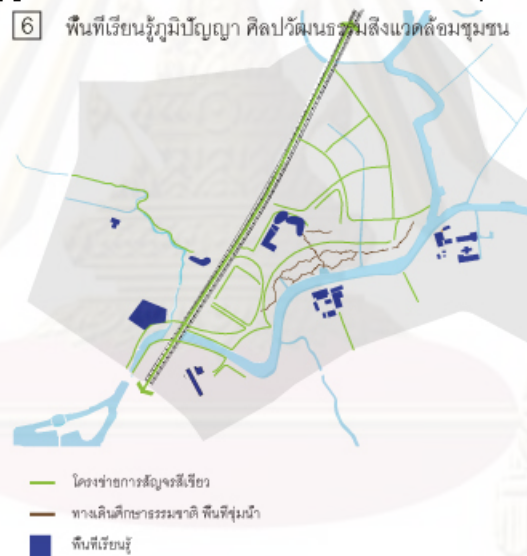 6 พื้นที่เรียนรู้ภูมิปัญญา ศิลปวัฒนธรรมสิ่งแวดล้อมชุมชน
โครงข่ายการสัญจรสีเขียว
ทางเดินศึกษาธรรมชาติ พื้นที่ชุ่มน้ำ
พื้นที่เรียนรู้